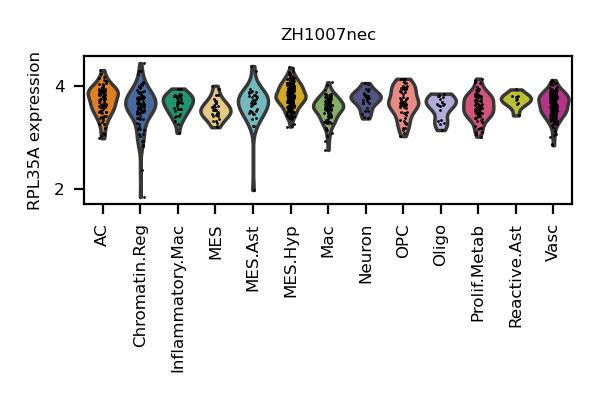 ZH1007nec
RPL35A expression
4
2
AC
Chromatin.Reg
Inflammatory.Mac
MES
MES.Ast
MES.Hyp
Mac
Neuron
OPC
Oligo
Prolif.Metab
Reactive.Ast
Vasc